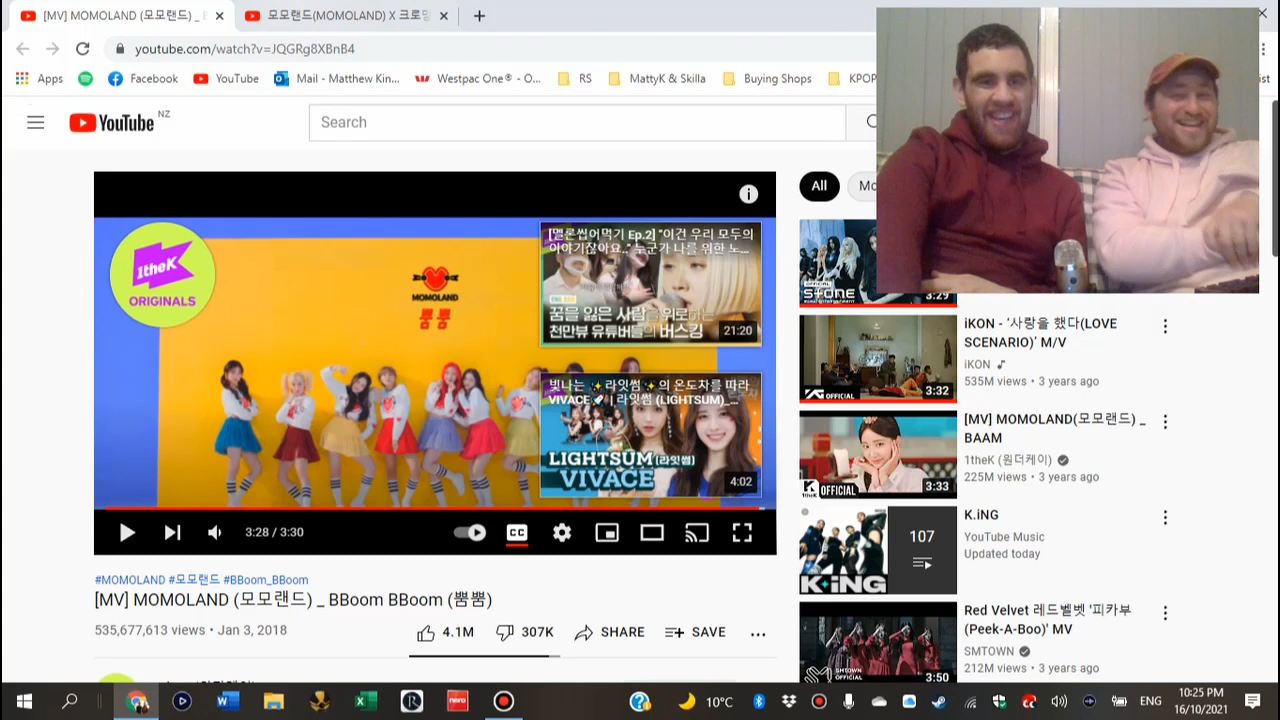 [MV] MOMOLAND (모모랜드) _ B
모모랜드(MOMOLAND) X 크로
youtube.com/watch?v=JQGRg8XBnB4
Apps
Facebook
YouTube
Mail - Matthew Kin...
Westpac One® - O...
RS
MattyK & Skilla
Buying Shops
KPOP
ist
YouTube NZ
Search
All
1theK
ORIGINALS
MOMOLAND
뿜뿜
[멜론씹어먹기 Ep.2] "이건 우리 모두의
이야기잖아요.." 누군가 나를 위한 노...
꿈을 잃은 사람을 위로하는
천만뷰 유튜버들의 버스킹
21:20
빛나는 ✨라잇썸✨의 온도차를 따라
VIVACE🚀 | 라잇썸 (LIGHTSUM)_...
LIGHTSUM(라잇썸)
VIVACE
4:02
3:28 / 3:30
CC
#MOMOLAND #모모랜드 #BBoom_BBoom
[MV] MOMOLAND (모모랜드) _ BBoom BBoom (뿜뿜)
535,677,613 views • Jan 3, 2018
4.1M
307K
SHARE
SAVE
OFFICIAL
STONE
3:29
iKON - '사랑을 했다(LOVE
SCENARIO)' M/V
iKON
535M views • 3 years ago
YG OFFICIAL
3:32
[MV] MOMOLAND(모모랜드) _
BAAM
1theK (원더케이)
225M views • 3 years ago
1theK OFFICIAL
3:33
K.iNG
YouTube Music
Updated today
107
K.iNG
Red Velvet 레드벨벳 '피카부
(Peek-A-Boo)' MV
SMTOWN
212M views • 3 years ago
SMTOWN OFFICIAL
3:50
10°C
ENG
10:25 PM
16/10/2021